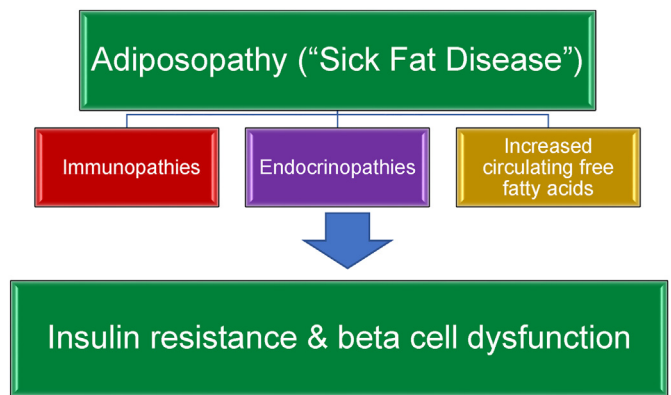 Adiposopathy (“Sick Fat Disease”)
Immunopathies
Endocrinopathies
Increased
circulating free
fatty acids
Insulin resistance & beta cell dysfunction